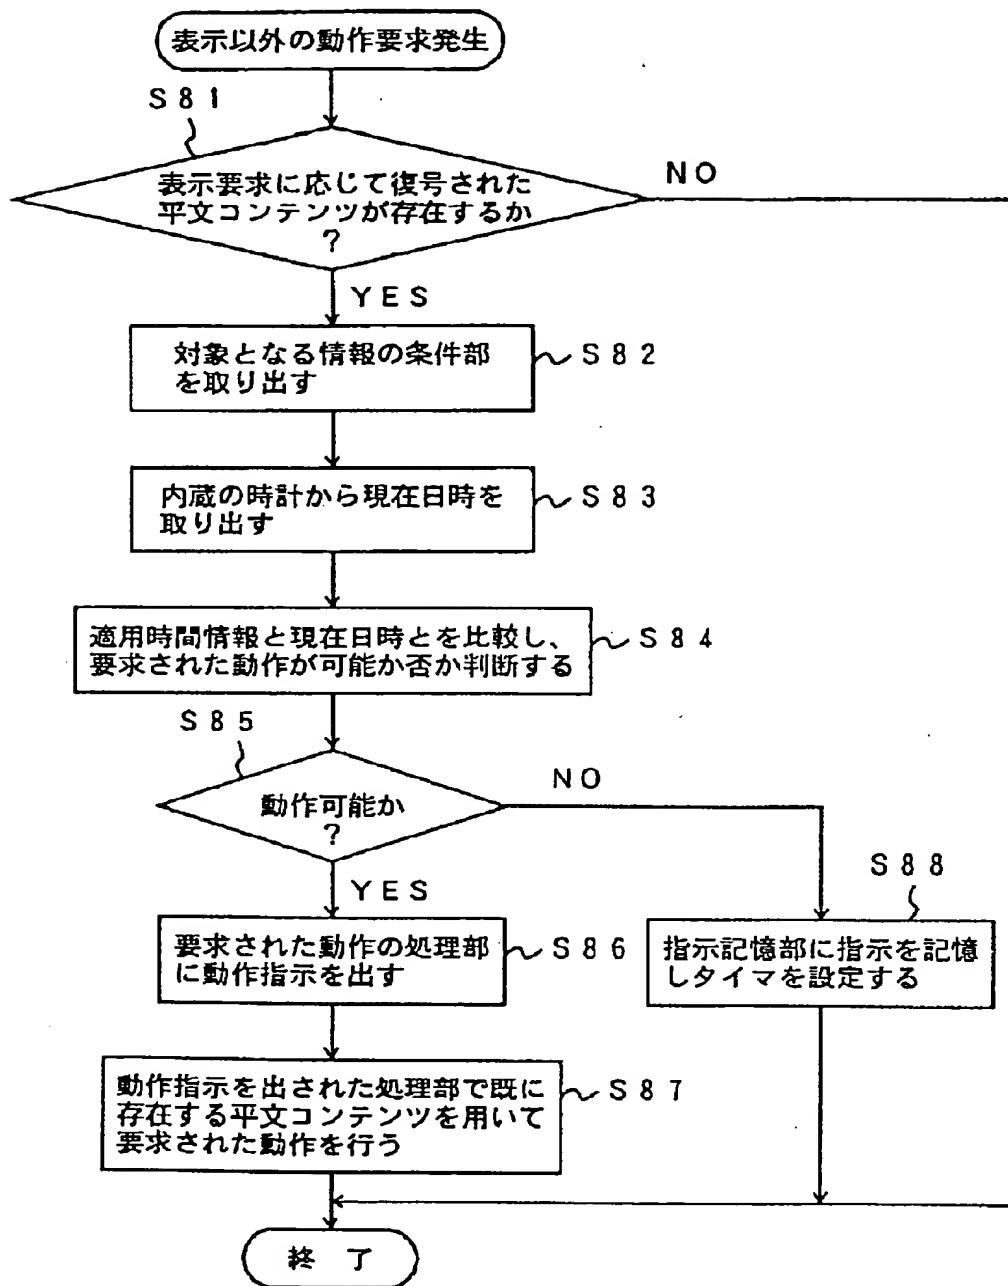 表示以外の動作要求発生
S81
表示要求に応じて復号された
平文コンテンツが存在するか
?
NO
YES
対象となる情報の条件部
を取り出す
S82
内蔵の時計から現在日時を
取り出す
S83
適用時間情報と現在日時とを比較し、
要求された動作が可能か否か判断する
S84
S85
動作可能か
?
NO
YES
S88
要求された動作の処理部
に動作指示を出す
S86
指示記憶部に指示を記憶
しタイマを設定する
動作指示を出された処理部で既に
存在する平文コンテンツを用いて
要求された動作を行う
S87
終 了